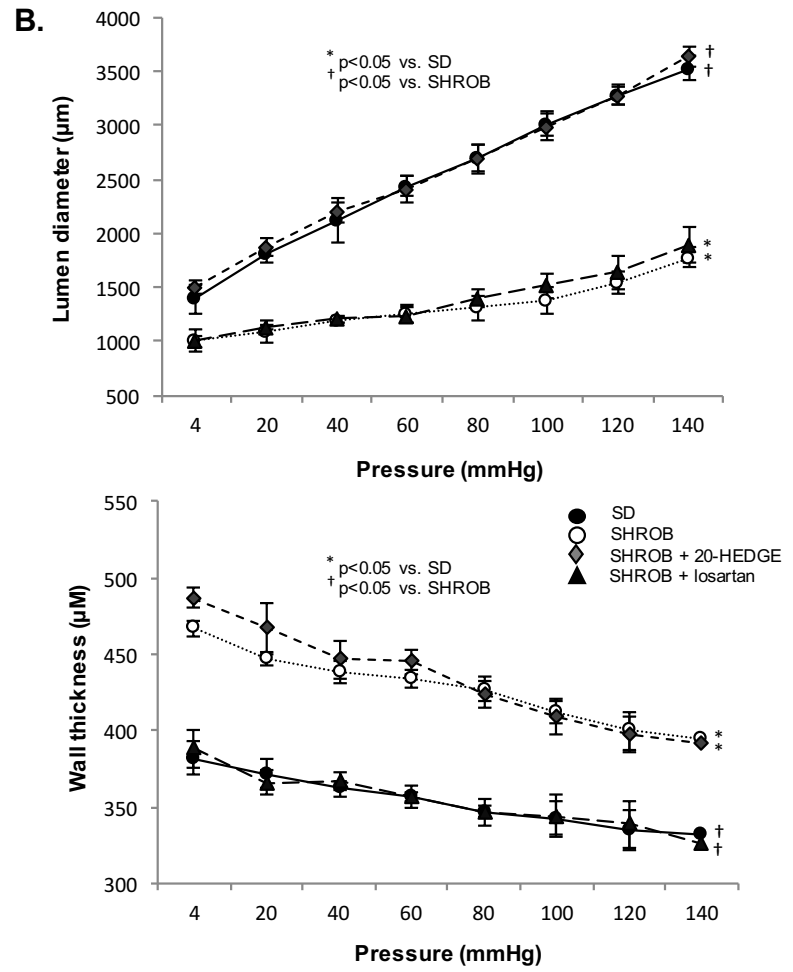 B.
4000
3500
3000
2500
2000
1500
1000
500
Lumen diameter (µm)
* p<0.05 vs. SD
† p<0.05 vs. SHROB
†
†
*
*
4 20 40 60 80 100 120 140
Pressure (mmHg)
550
500
450
400
350
300
Wall thickness (µM)
* p<0.05 vs. SD
† p<0.05 vs. SHROB
SD
SHROB
SHROB + 20-HEDGE
SHROB + losartan
*
*
†
†
4 20 40 60 80 100 120 140
Pressure (mmHg)